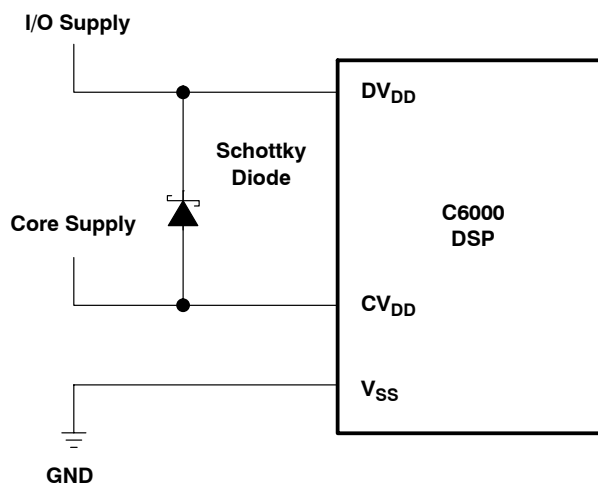 I/O Supply
DVDD
Schottky
Diode
C6000
DSP
Core Supply
CVDD
VSS
GND